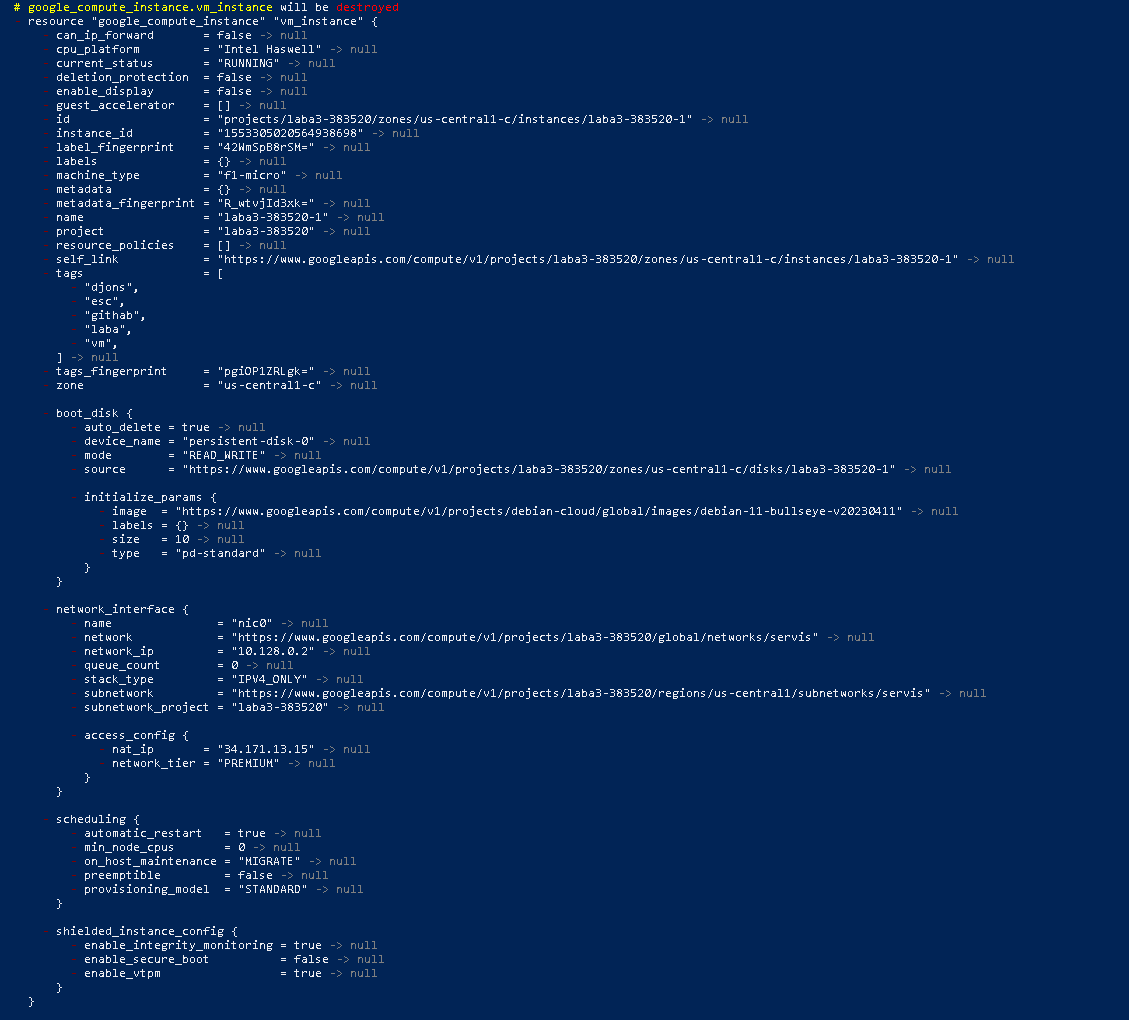 # google_compute_instance.vm_instance will be destroyed
resource "google_compute_instance" "vm_instance" {
can_ip_forward = false -> null
cpu_platform = "Intel Haswell" -> null
current_status = "RUNNING" -> null
deletion_protection = false -> null
enable_display = false -> null
guest_accelerator = [] -> null
id = "projects/laba3-383520/zones/us-central1-c/instances/laba3-383520-1" -> null
instance_id = "1553305020564938698" -> null
label_fingerprint = "42WmSpB8rSM=" -> null
labels = {} -> null
machine_type = "f1-micro" -> null
metadata = {} -> null
metadata_fingerprint = "R_wtvjId3xk=" -> null
name = "laba3-383520-1" -> null
project = "laba3-383520" -> null
resource_policies = [] -> null
self_link = "https://www.googleapis.com/compute/v1/projects/laba3-383520/zones/us-central1-c/instances/laba3-383520-1" -> null
tags = [
"djons",
"esc",
"githab",
"laba",
"vm",
] -> null
tags_fingerprint = "pgiOP1ZRLgk=" -> null
zone = "us-central1-c" -> null
boot_disk {
auto_delete = true -> null
device_name = "persistent-disk-0" -> null
mode = "READ_WRITE" -> null
source = "https://www.googleapis.com/compute/v1/projects/laba3-383520/zones/us-central1-c/disks/laba3-383520-1" -> null
initialize_params {
image = "https://www.googleapis.com/compute/v1/projects/debian-cloud/global/images/debian-11-bullseye-v20230411" -> null
labels = {} -> null
size = 10 -> null
type = "pd-standard" -> null
}
}
network_interface {
name = "nic0" -> null
network = "https://www.googleapis.com/compute/v1/projects/laba3-383520/global/networks/servis" -> null
network_ip = "10.128.0.2" -> null
queue_count = 0 -> null
stack_type = "IPV4_ONLY" -> null
subnetwork = "https://www.googleapis.com/compute/v1/projects/laba3-383520/regions/us-central1/subnetworks/servis" -> null
subnetwork_project = "laba3-383520" -> null
access_config {
nat_ip = "34.171.13.15" -> null
network_tier = "PREMIUM" -> null
}
}
scheduling {
automatic_restart = true -> null
min_node_cpus = 0 -> null
on_host_maintenance = "MIGRATE" -> null
preemptible = false -> null
provisioning_model = "STANDARD" -> null
}
shielded_instance_config {
enable_integrity_monitoring = true -> null
enable_secure_boot = false -> null
enable_vtpm = true -> null
}
}